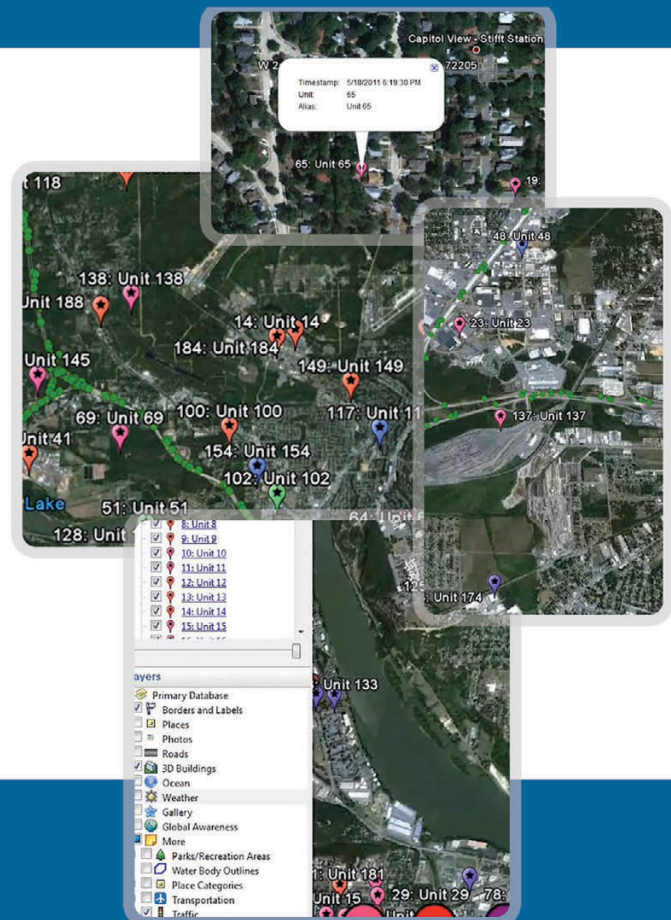 Capitol View - Stifft Station
W 2
72205
Timestamp: 5/18/2011 6:19:30 PM
Unit: 65
Alias: Unit 65
65: Unit 65
19:
t 118
138: Unit 138
Unit 188
14: Unit 14
184: Unit 184
Unit 145
149: Unit 149
69: Unit 69
100: Unit 100
117: Unit 11
Unit 41
154: Unit 154
102: Unit 102
Lake
51: Unit 51
128: Unit
48: Unit 48
23: Unit 23
137: Unit 137
Unit 174
8: Unit 8
9: Unit 9
10: Unit 10
11: Unit 11
12: Unit 12
13: Unit 13
14: Unit 14
15: Unit 15
ayers
Primary Database
Borders and Labels
Places
Photos
Roads
3D Buildings
Ocean
Weather
Gallery
Global Awareness
More
Parks/Recreation Areas
Water Body Outlines
Place Categories
Transportation
Traffic
Unit 133
1: Unit 181
Unit 15
29: Unit 29
78:
Unit